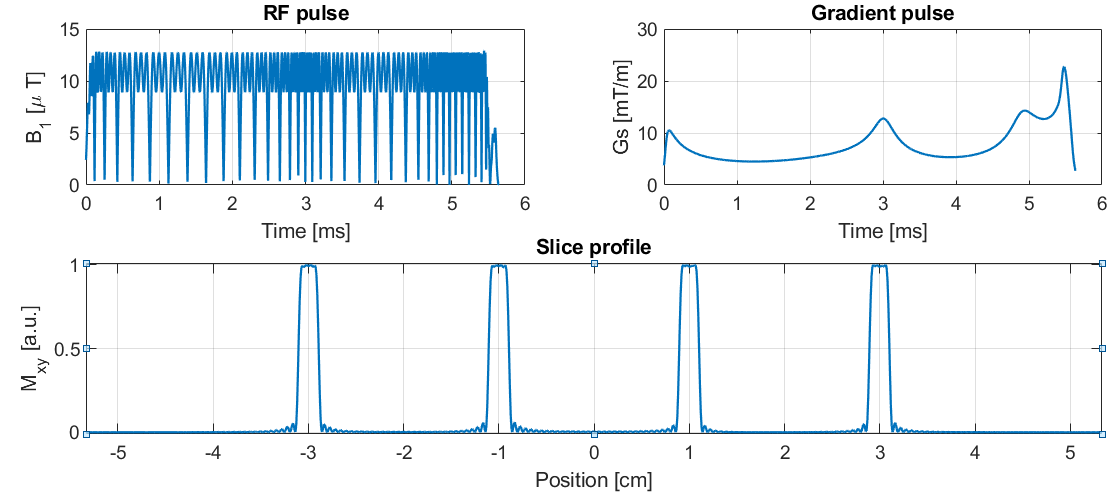 RF pulse
B1 [μ T]
15
10
5
0
0 1 2 3 4 5 6
Time [ms]
Gradient pulse
Gs [mT/m]
30
20
10
0
0 1 2 3 4 5 6
Time [ms]
Slice profile
Mxy [a.u.]
1
0.5
0
-5 -4 -3 -2 -1 0 1 2 3 4 5
Position [cm]